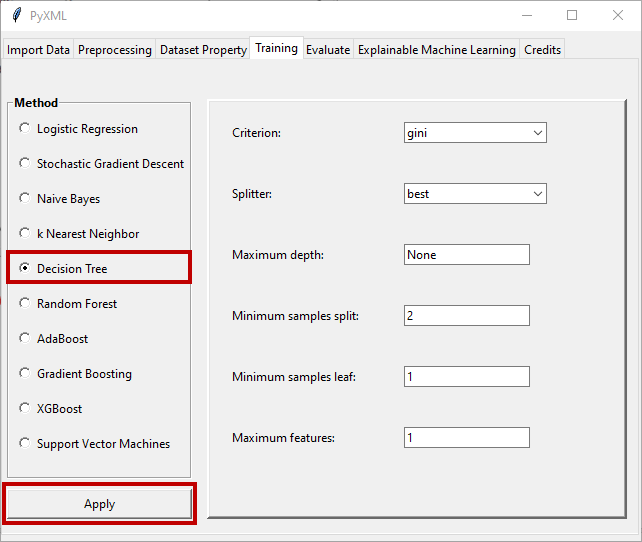 PyXML
Import Data Preprocessing Dataset Property Training Evaluate Explainable Machine Learning Credits
Method
Logistic Regression
Stochastic Gradient Descent
Naive Bayes
k Nearest Neighbor
Decision Tree
Random Forest
AdaBoost
Gradient Boosting
XGBoost
Support Vector Machines
Apply
Criterion: gini
Splitter: best
Maximum depth: None
Minimum samples split: 2
Minimum samples leaf: 1
Maximum features: 1